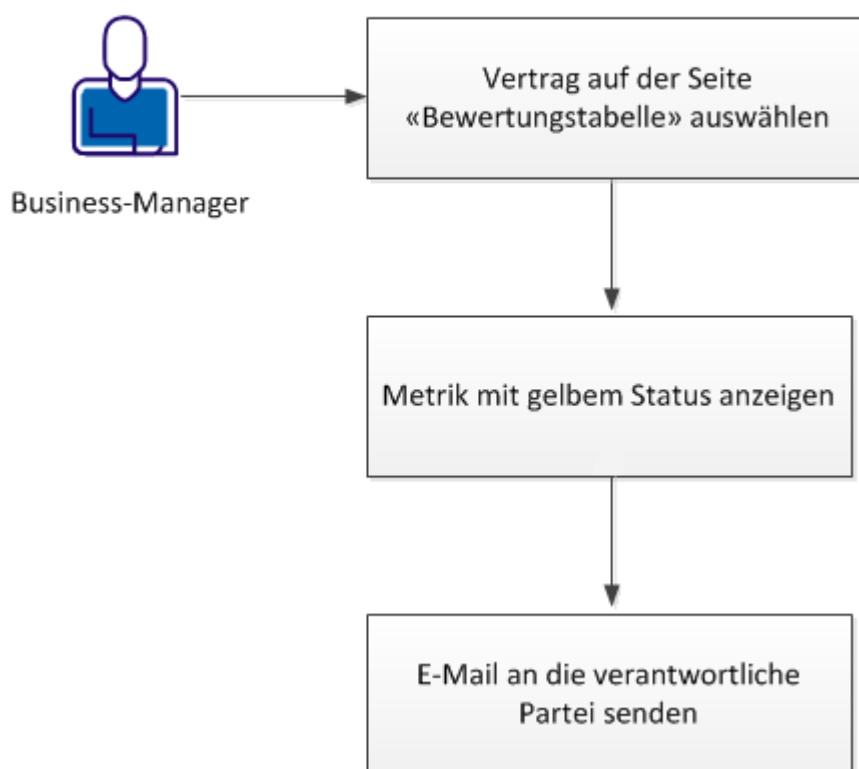 Vertrag auf der Seite
«Bewertungstabelle» auswählen
Business-Manager
Metrik mit gelbem Status anzeigen
E-Mail an die verantwortliche
Partei senden